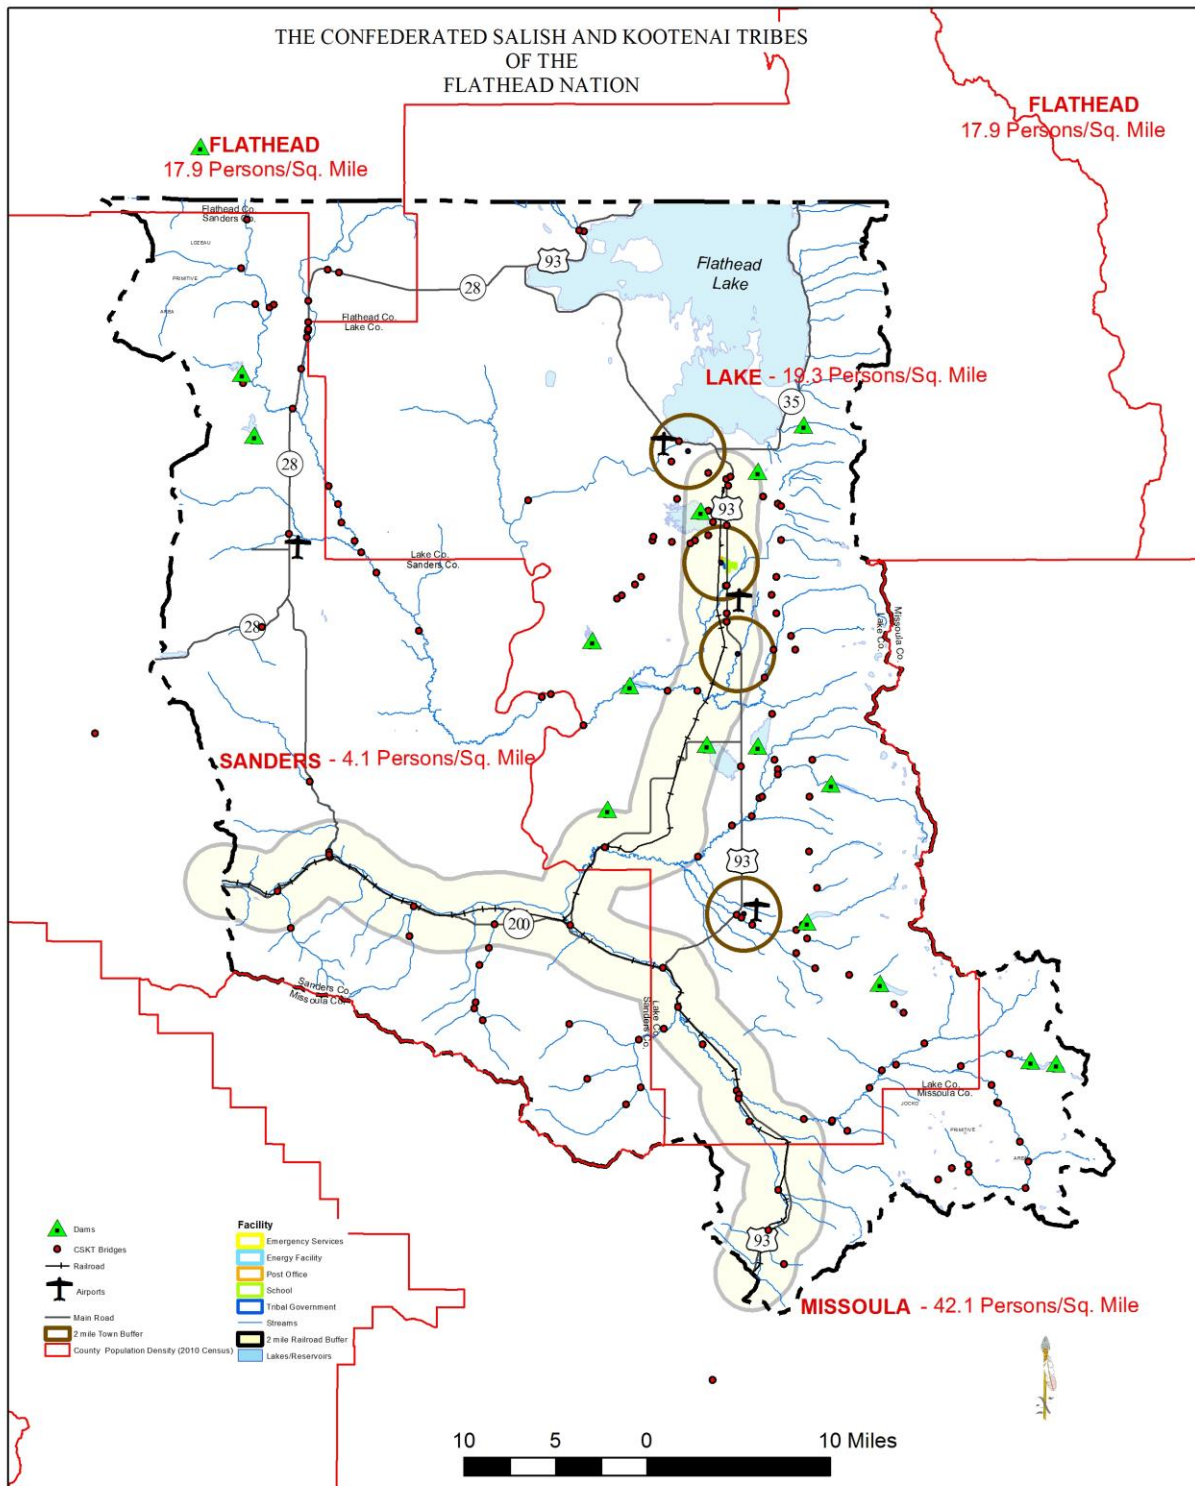 THE CONFEDERATED SALISH AND KOOTENAI TRIBES
OF THE
FLATHEAD NATION
FLATHEAD
17.9 Persons/Sq. Mile
FLATHEAD
17.9 Persons/Sq. Mile
Flathead Co.
Sanders Co.
LOZEAU
PRIMITIVE
AREA
93
Flathead
Lake
28
Flathead Co.
Lake Co.
LAKE - 19.3 Persons/Sq. Mile
35
28
93
Lake Co.
Sanders Co.
Missoula Co.
Lake Co.
28
SANDERS - 4.1 Persons/Sq. Mile
93
200
Sanders Co.
Missoula Co.
Lake Co.
Sanders Co.
Lake Co.
Missoula Co.
JOCKO
PRIMITIVE
AREA
93
MISSOULA - 42.1 Persons/Sq. Mile
Dams
CSKT Bridges
Railroad
Airports
Main Road
2 mile Town Buffer
County Population Density (2010 Census)
Facility
Emergency Services
Energy Facility
Post Office
School
Tribal Government
Streams
2 mile Railroad Buffer
Lakes/Reservoirs
10 5 0 10 Miles